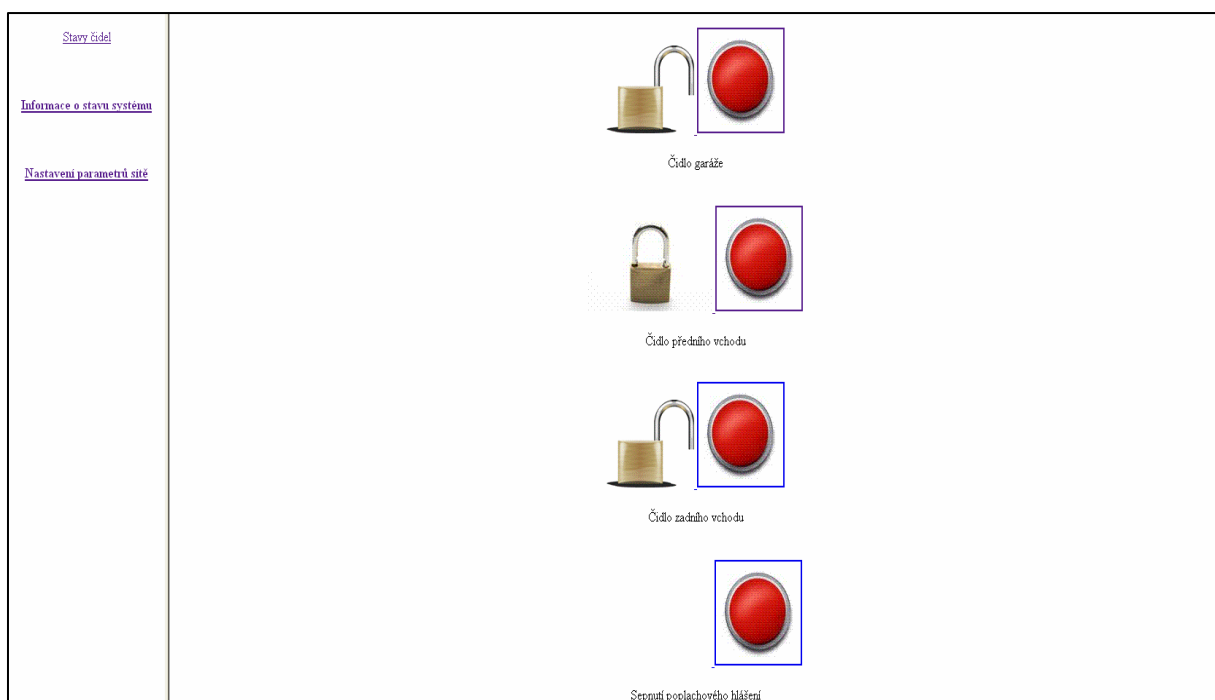 Stavy čidel
Informace o stavu systému
Nastavení parametrů sítě
Čidlo garáže
Čidlo předního vchodu
Čidlo zadního vchodu
Sepnutí poplachového hlášení